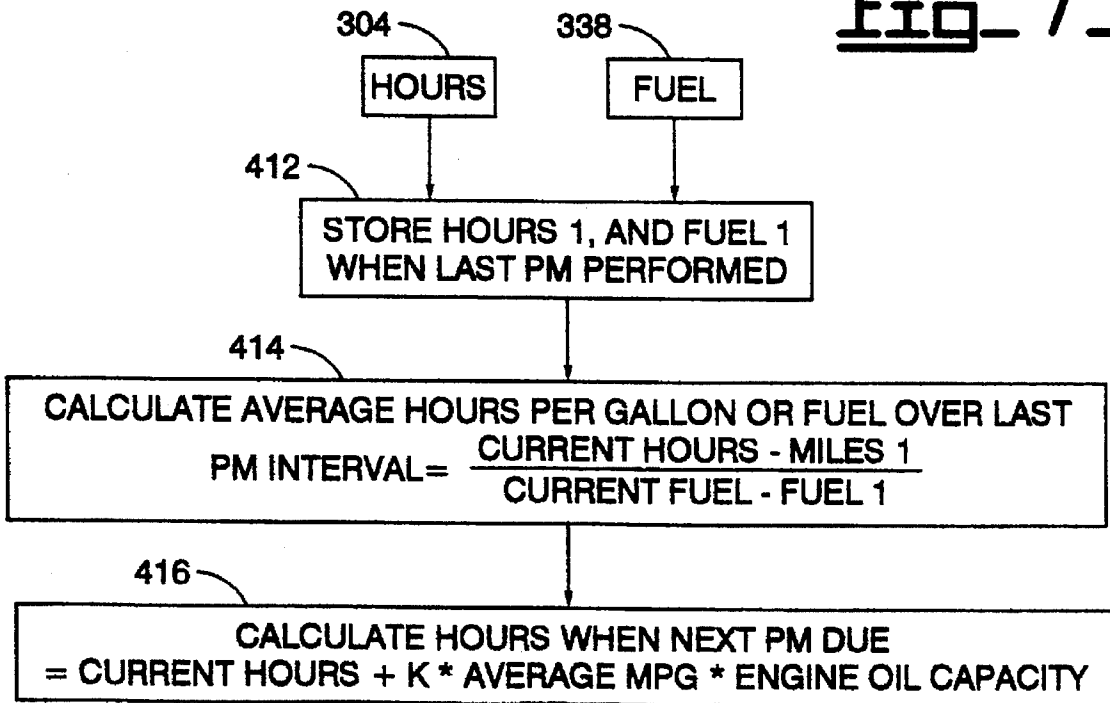 Fig_7_
304
338
HOURS
FUEL
412
STORE HOURS 1, AND FUEL 1
WHEN LAST PM PERFORMED
414
CALCULATE AVERAGE HOURS PER GALLON OR FUEL OVER LAST
PM INTERVAL= CURRENT HOURS - MILES 1
CURRENT FUEL - FUEL 1
416
CALCULATE HOURS WHEN NEXT PM DUE
= CURRENT HOURS + K * AVERAGE MPG * ENGINE OIL CAPACITY